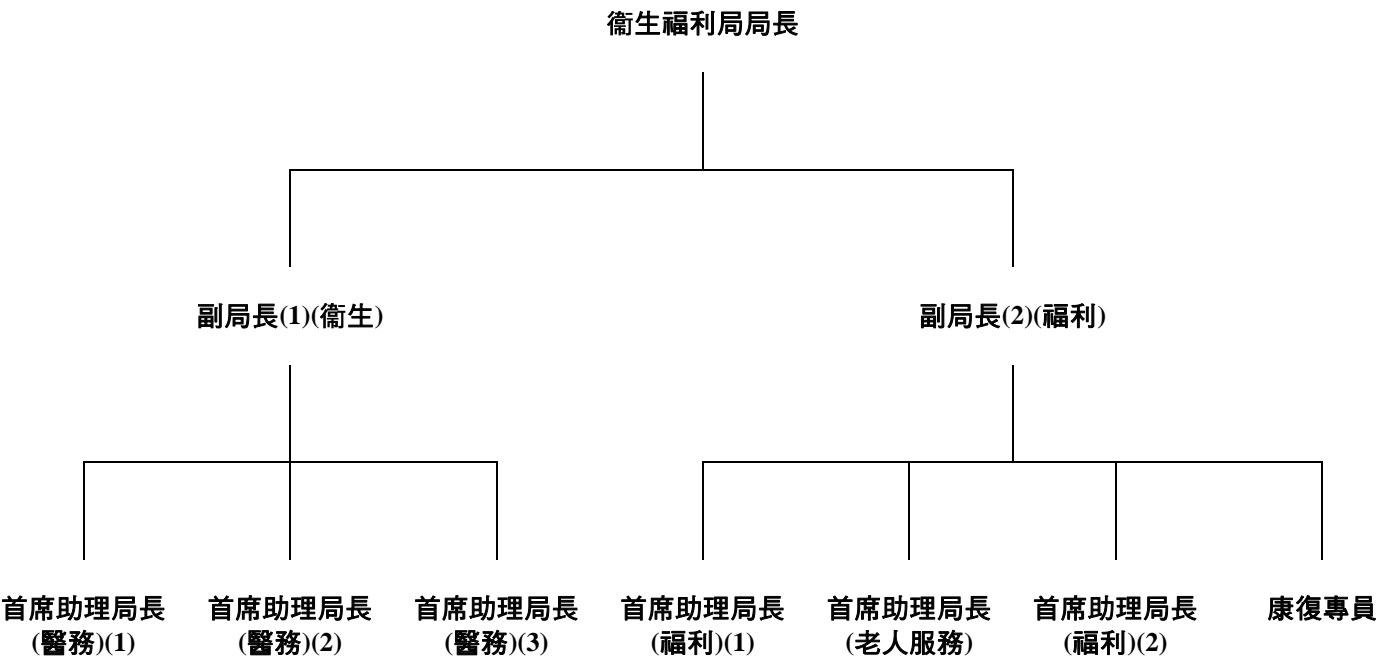 衞生福利局局長
副局長(1)(衞生)
副局長(2)(福利)
首席助理局長
(醫務)(1)
首席助理局長
(醫務)(2)
首席助理局長
(醫務)(3)
首席助理局長
(福利)(1)
首席助理局長
(老人服務)
首席助理局長
(福利)(2)
康復專員